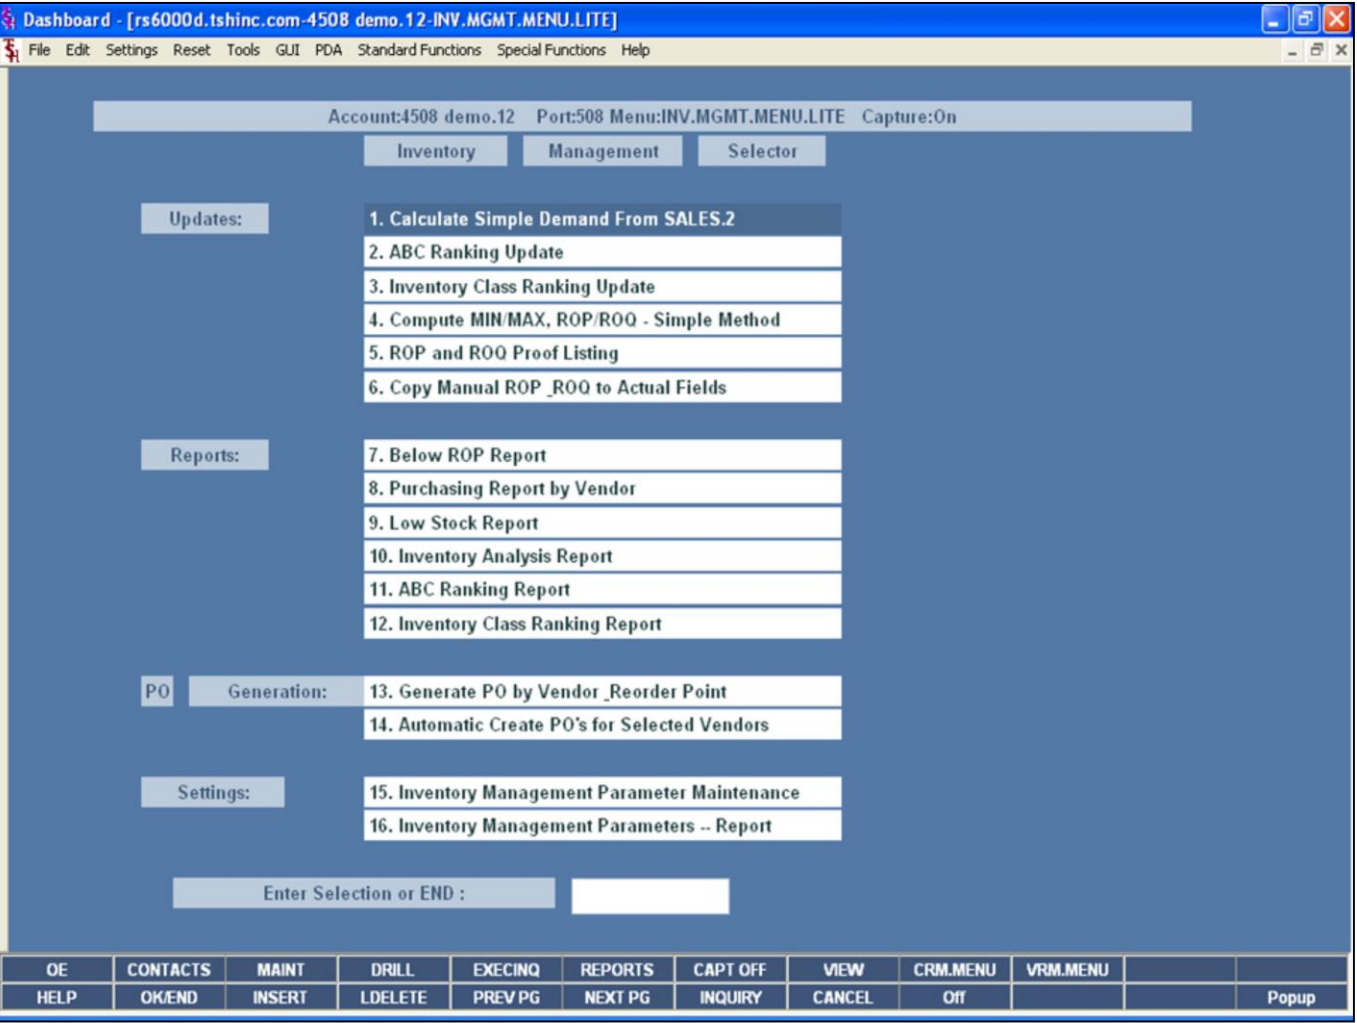 Dashboard - [rs6000d.tshinc.com-4508 demo.12-INV.MGMT.MENU.LITE]
File Edit Settings Reset Tools GUI PDA Standard Functions Special Functions Help
Account:4508 demo.12 Port:508 Menu:INV.MGMT.MENU.LITE Capture:On
Inventory Management Selector
Updates: 1. Calculate Simple Demand From SALES.2
2. ABC Ranking Update
3. Inventory Class Ranking Update
4. Compute MIN/MAX, ROP/ROQ - Simple Method
5. ROP and ROQ Proof Listing
6. Copy Manual ROP _ROQ to Actual Fields
Reports: 7. Below ROP Report
8. Purchasing Report by Vendor
9. Low Stock Report
10. Inventory Analysis Report
11. ABC Ranking Report
12. Inventory Class Ranking Report
PO Generation: 13. Generate PO by Vendor _Reorder Point
14. Automatic Create PO's for Selected Vendors
Settings: 15. Inventory Management Parameter Maintenance
16. Inventory Management Parameters -- Report
Enter Selection or END :
OE CONTACTS MAINT DRILL EXECINQ REPORTS CAPT OFF VIEW CRM.MENU VRM.MENU
HELP OK/END INSERT LDELETE PREV PG NEXT PG INQUIRY CANCEL Off Popup